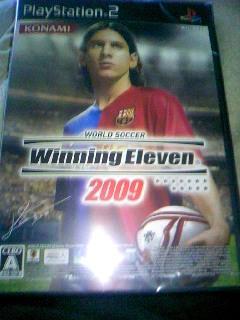 PlayStation 2
KONAMI
WORLD SOCCER
Winning Eleven
2009
CERO
A